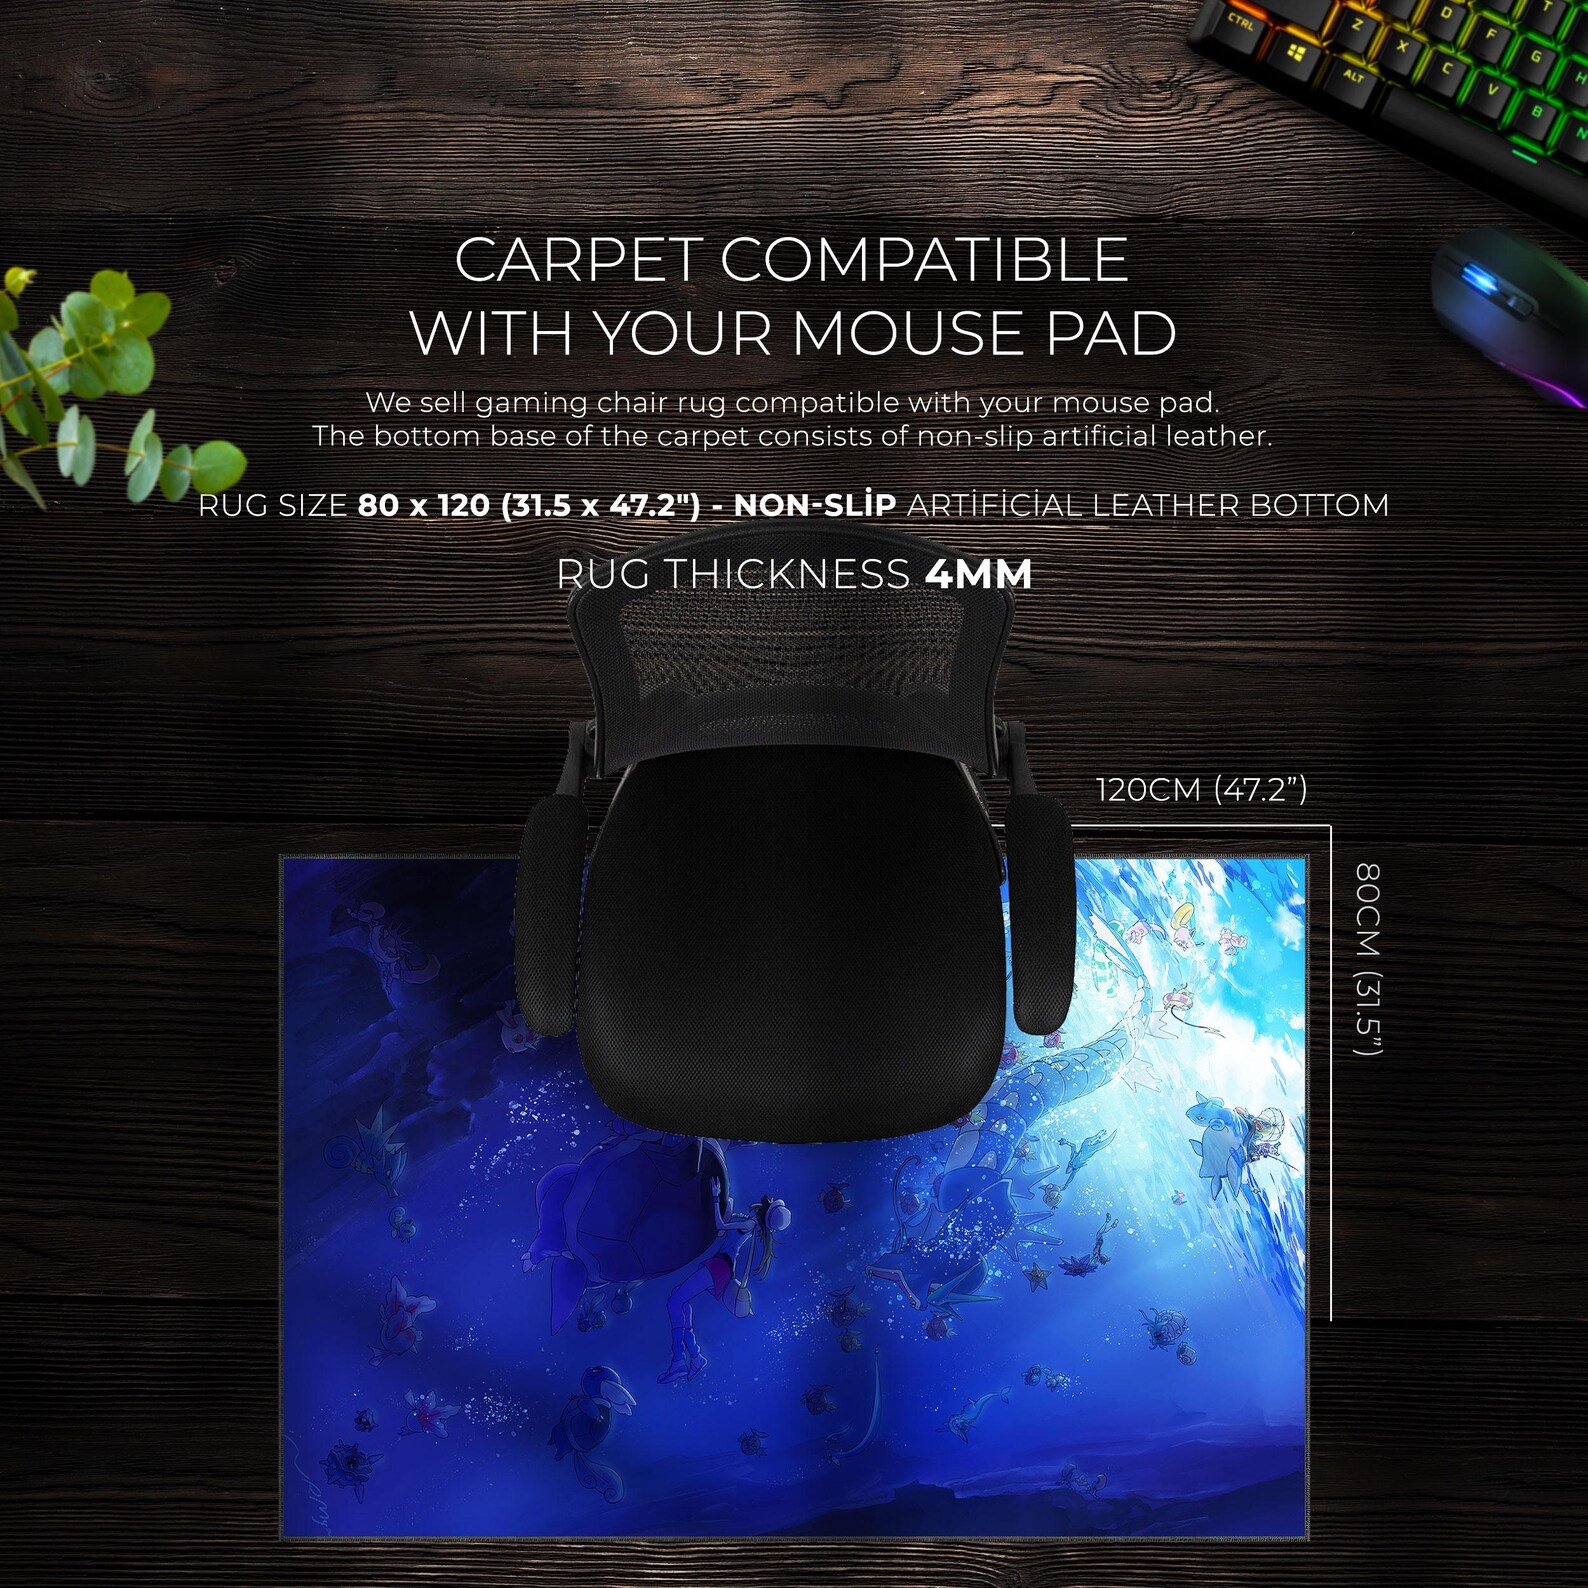 CTRL
ALT
Z
X
C
V
B
N
D
F
G
H
T
CARPET COMPATIBLE
WITH YOUR MOUSE PAD
We sell gaming chair rug compatible with your mouse pad.
The bottom base of the carpet consists of non-slip artificial leather.
RUG SIZE 80 x 120 (31.5 x 47.2") - NON-SLİP ARTİFİCİAL LEATHER BOTTOM
RUG THICKNESS 4MM
120CM (47.2”)
80CM (31.5”)